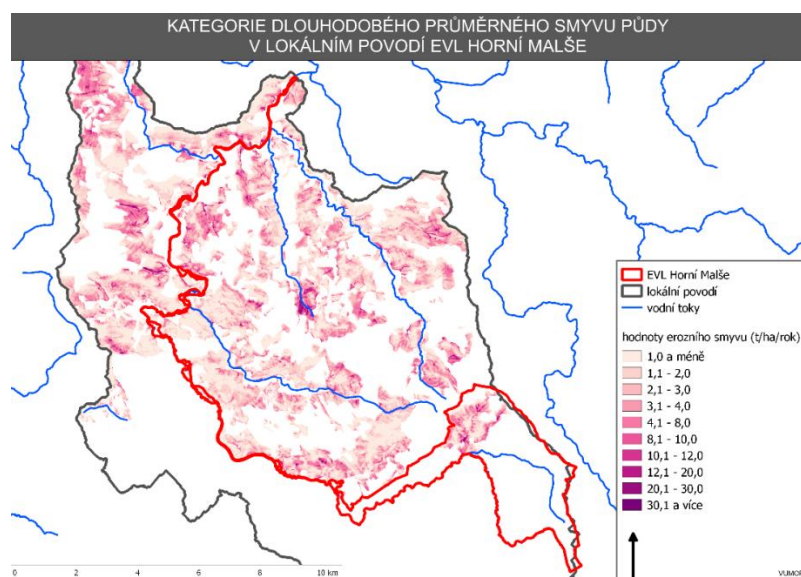 KATEGORIE DLOUHODOBÉHO PRŮMĚRNÉHO SMYVU PŮDY
V LOKÁLNÍM POVODÍ EVL HORNÍ MALŠE
EVL Horní Malše
lokální povodí
vodní toky
hodnoty erozního smyvu (t/ha/rok)
1,0 a méně
1,1 - 2,0
2,1 - 3,0
3,1 - 4,0
4,1 - 8,0
8,1 - 10,0
10,1 - 12,0
12,1 - 20,0
20,1 - 30,0
30,1 a více
0 2 4 6 8 10 km
VUMOP